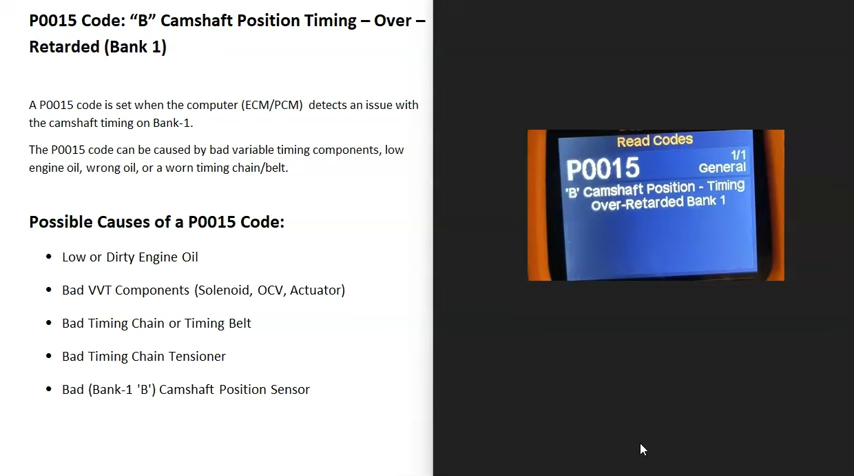 P0015 Code: “B” Camshaft Position Timing – Over –
Retarded (Bank 1)
A P0015 code is set when the computer (ECM/PCM) detects an issue with
the camshaft timing on Bank-1.
The P0015 code can be caused by bad variable timing components, low
engine oil, wrong oil, or a worn timing chain/belt.
Possible Causes of a P0015 Code:
Low or Dirty Engine Oil
Bad VVT Components (Solenoid, OCV, Actuator)
Bad Timing Chain or Timing Belt
Bad Timing Chain Tensioner
Bad (Bank-1 'B') Camshaft Position Sensor
Read Codes
1/1
P0015 General
'B' Camshaft Position - Timing
Over-Retarded Bank 1